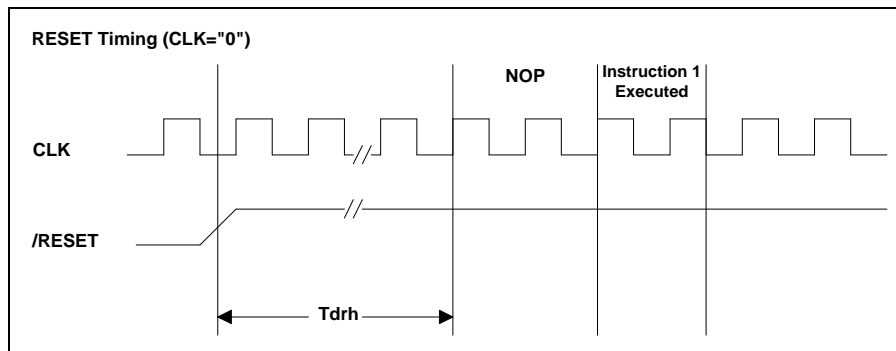 RESET Timing (CLK="0")
NOP
Instruction 1
Executed
CLK
/RESET
Tdrh